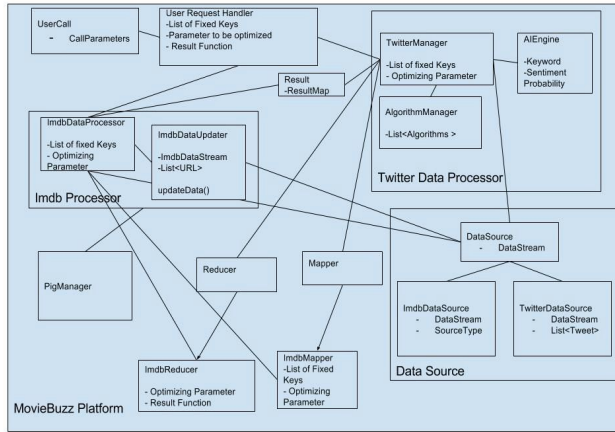 UserCall
- CallParameters
User Request Handler
-List of Fixed Keys
-Parameter to be optimized
- Result Function
TwitterManager
-List of fixed Keys
- Optimizing Parameter
AIEngine
-Keyword
-Sentiment
Probability
Result
-ResultMap
AlgorithmManager
-List<Algorithms >
Twitter Data Processor
ImdbDataProcessor
-List of fixed Keys
- Optimizing
Parameter
ImdbDataUpdater
-ImdbDataStream
-List<URL>
updateData()
Imdb Processor
DataSource
- DataStream
PigManager
Reducer
Mapper
ImdbDataSource
- DataStream
- SourceType
TwitterDataSource
- DataStream
- List<Tweet>
Data Source
ImdbReducer
- Optimizing Parameter
- Result Function
ImdbMapper
-List of Fixed
Keys
- Optimizing
Parameter
MovieBuzz Platform